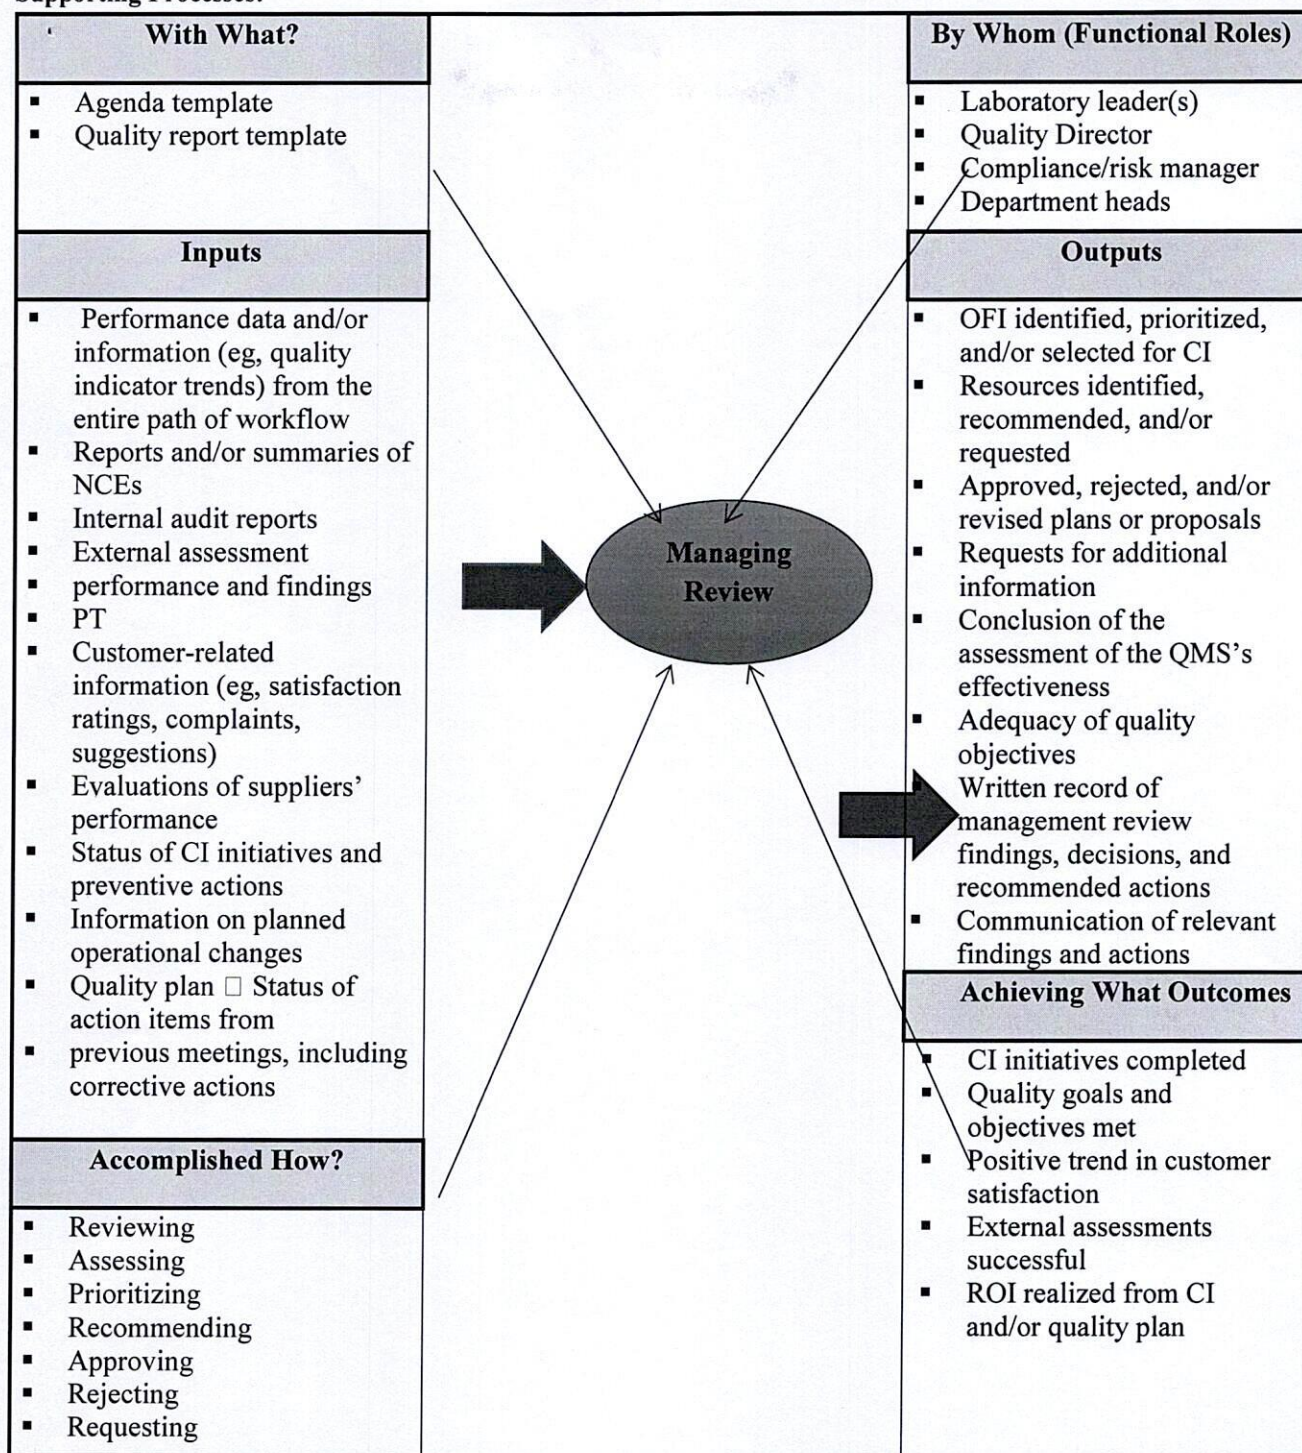 Supporting Processes:
With What?
▪ Agenda template
▪ Quality report template
Inputs
▪ Performance data and/or
information (eg, quality
indicator trends) from the
entire path of workflow
▪ Reports and/or summaries of
NCEs
▪ Internal audit reports
▪ External assessment
▪ performance and findings
▪ PT
▪ Customer-related
information (eg, satisfaction
ratings, complaints,
suggestions)
▪ Evaluations of suppliers’
performance
▪ Status of CI initiatives and
preventive actions
▪ Information on planned
operational changes
▪ Quality plan □ Status of
action items from
▪ previous meetings, including
corrective actions
Accomplished How?
▪ Reviewing
▪ Assessing
▪ Prioritizing
▪ Recommending
▪ Approving
▪ Rejecting
▪ Requesting
Managing
Review
By Whom (Functional Roles)
▪ Laboratory leader(s)
▪ Quality Director
▪ Compliance/risk manager
▪ Department heads
Outputs
▪ OFI identified, prioritized,
and/or selected for CI
▪ Resources identified,
recommended, and/or
requested
▪ Approved, rejected, and/or
revised plans or proposals
▪ Requests for additional
information
▪ Conclusion of the
assessment of the QMS’s
effectiveness
▪ Adequacy of quality
objectives
▪ Written record of
management review
findings, decisions, and
recommended actions
▪ Communication of relevant
findings and actions
Achieving What Outcomes
▪ CI initiatives completed
▪ Quality goals and
objectives met
▪ Positive trend in customer
satisfaction
▪ External assessments
successful
▪ ROI realized from CI
and/or quality plan